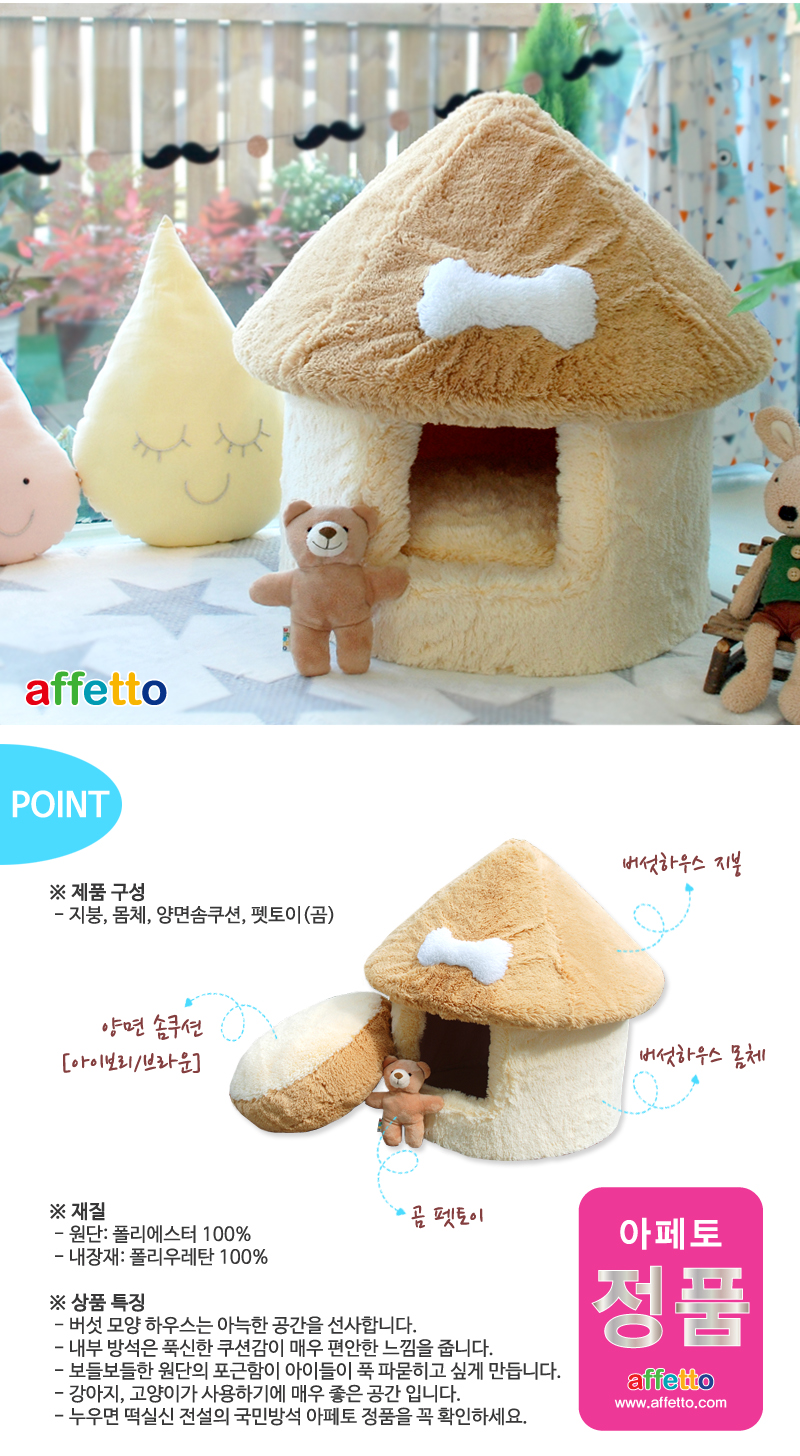 affetto
POINT
※ 제품 구성
- 지붕, 몸체, 양면솜쿠션, 펫토이(곰)
버섯하우스 지붕
양면 솜쿠션
[아이보리/브라운]
버섯하우스 몸체
곰 펫토이
※ 재질
- 원단: 폴리에스터 100%
- 내장재: 폴리우레탄 100%
※ 상품 특징
- 버섯 모양 하우스는 아늑한 공간을 선사합니다.
- 내부 방석은 푹신한 쿠션감이 매우 편안한 느낌을 줍니다.
- 보들보들한 원단의 포근함이 아이들이 푹 파묻히고 싶게 만듭니다.
- 강아지, 고양이가 사용하기에 매우 좋은 공간 입니다.
- 누우면 떡실신 전설의 국민방석 아페토 정품을 꼭 확인하세요.
아페토
정품
affetto
www.affetto.com